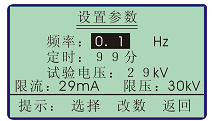 设置参数
频率: 0.1 Hz
定时: 99分
试验电压: 29kV
限流: 29mA 限压: 30kV
提示: 选择 改数 返回